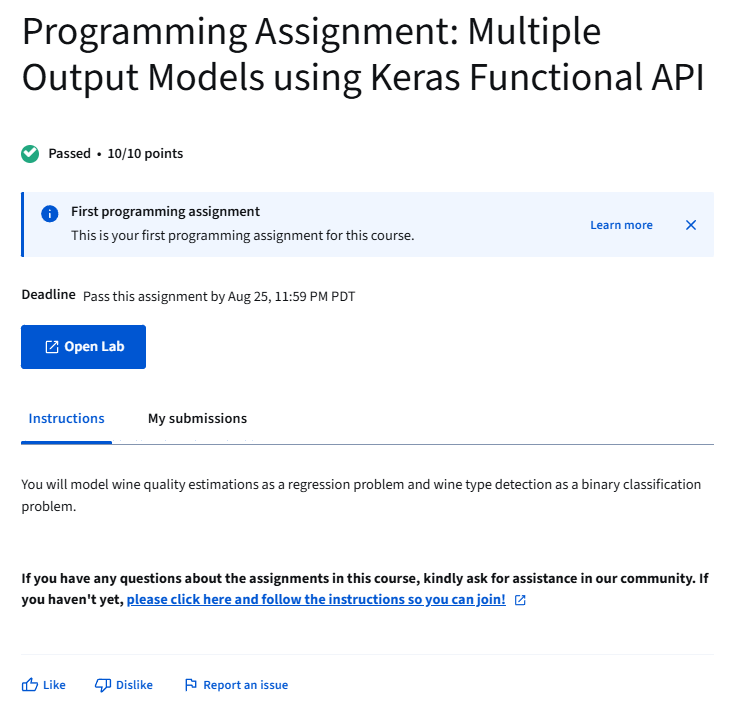 Programming Assignment: Multiple
Output Models using Keras Functional API
Passed • 10/10 points
First programming assignment
This is your first programming assignment for this course.
Learn more
Deadline Pass this assignment by Aug 25, 11:59 PM PDT
Open Lab
Instructions My submissions
You will model wine quality estimations as a regression problem and wine type detection as a binary classification
problem.
If you have any questions about the assignments in this course, kindly ask for assistance in our community. If
you haven't yet, please click here and follow the instructions so you can join!
Like Dislike Report an issue